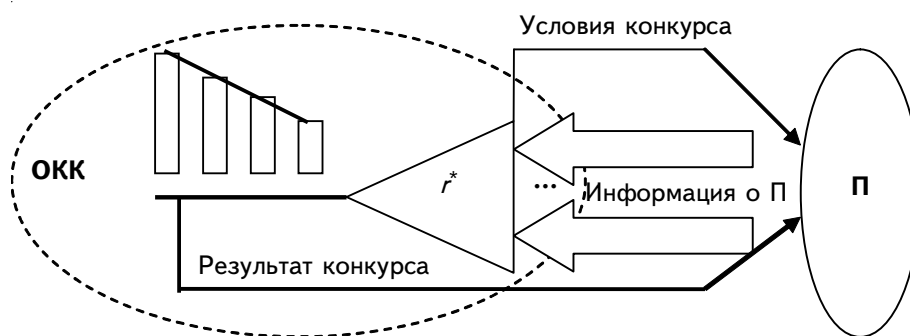 Условия конкурса
ОКК
r*
...
Информация о П
П
Результат конкурса